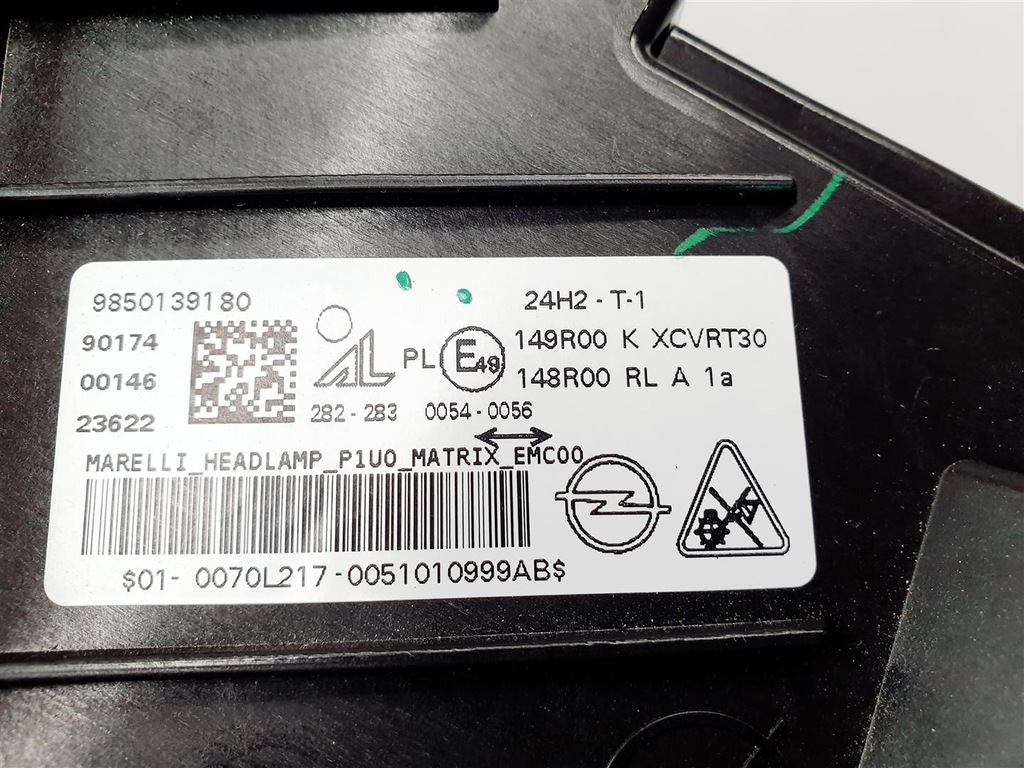 9850139180
90174
00146
23622
24H2 - T-1
AL PL E49 149R00 K XCVRT30
148R00 RL A 1a
282-283 0054-0056
MARELLI_HEADLAMP_P1U0_MATRIX_EMC00
$01- 0070L217-0051010999AB$